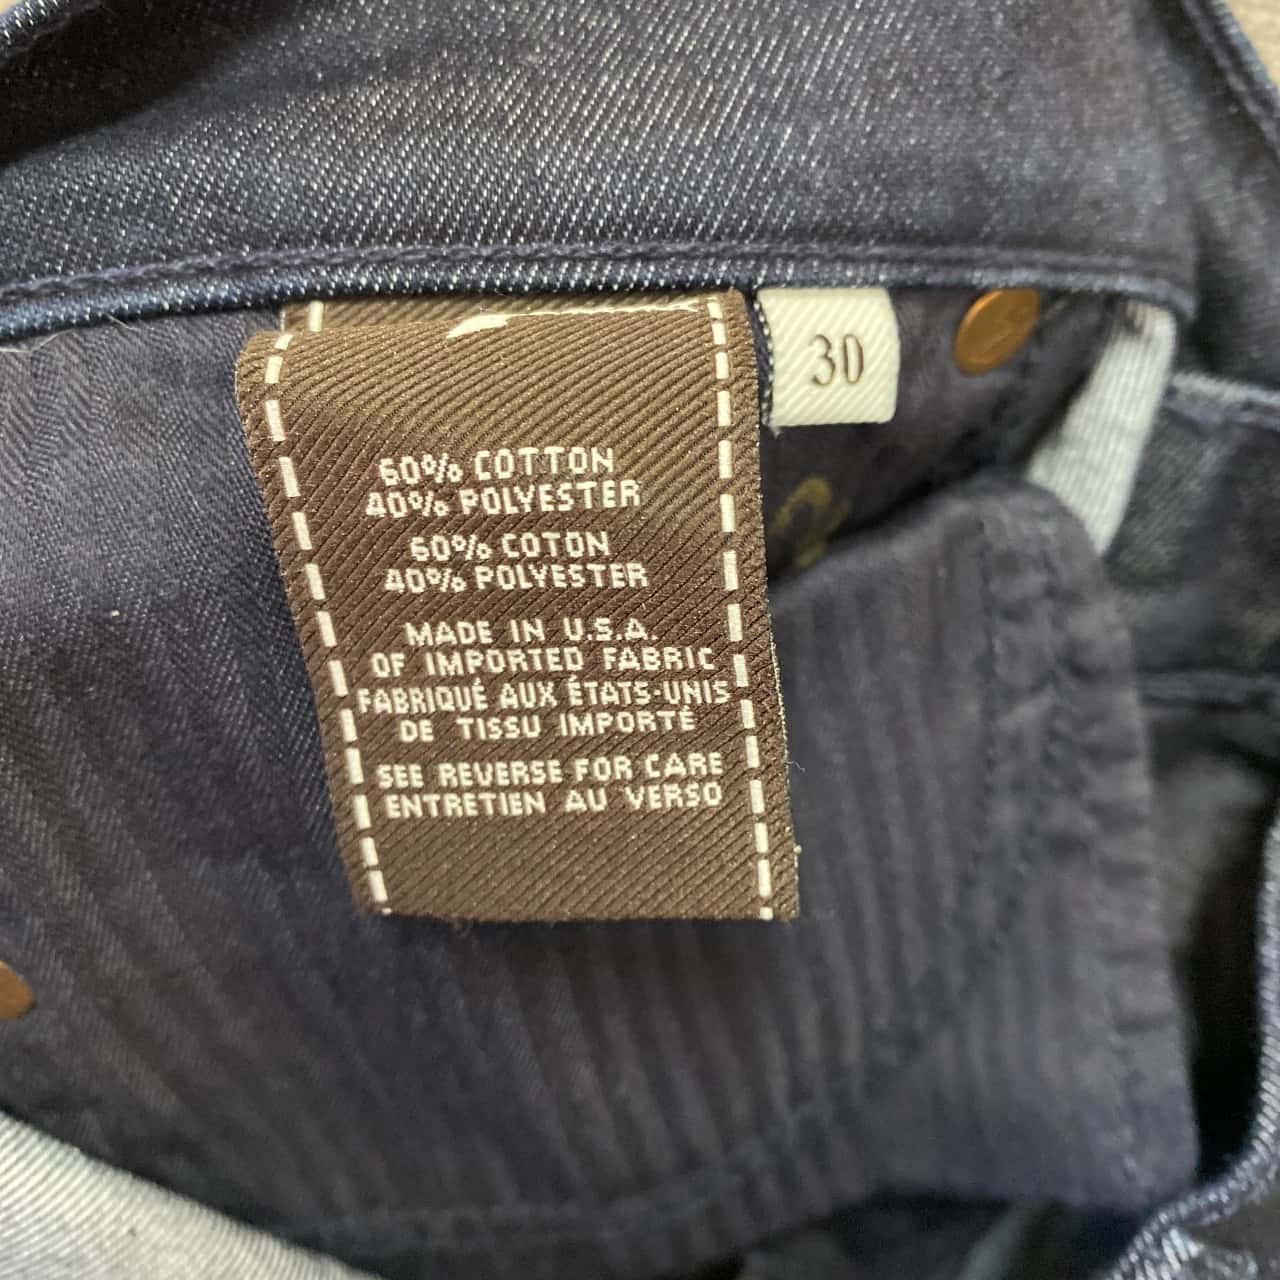 30
60% COTTON
40% POLYESTER
60% COTON
40% POLYESTER
MADE IN U.S.A.
OF IMPORTED FABRIC
FABRIQUÉ AUX ÉTATS-UNIS
DE TISSU IMPORTÉ
SEE REVERSE FOR CARE
ENTRETIEN AU VERSO